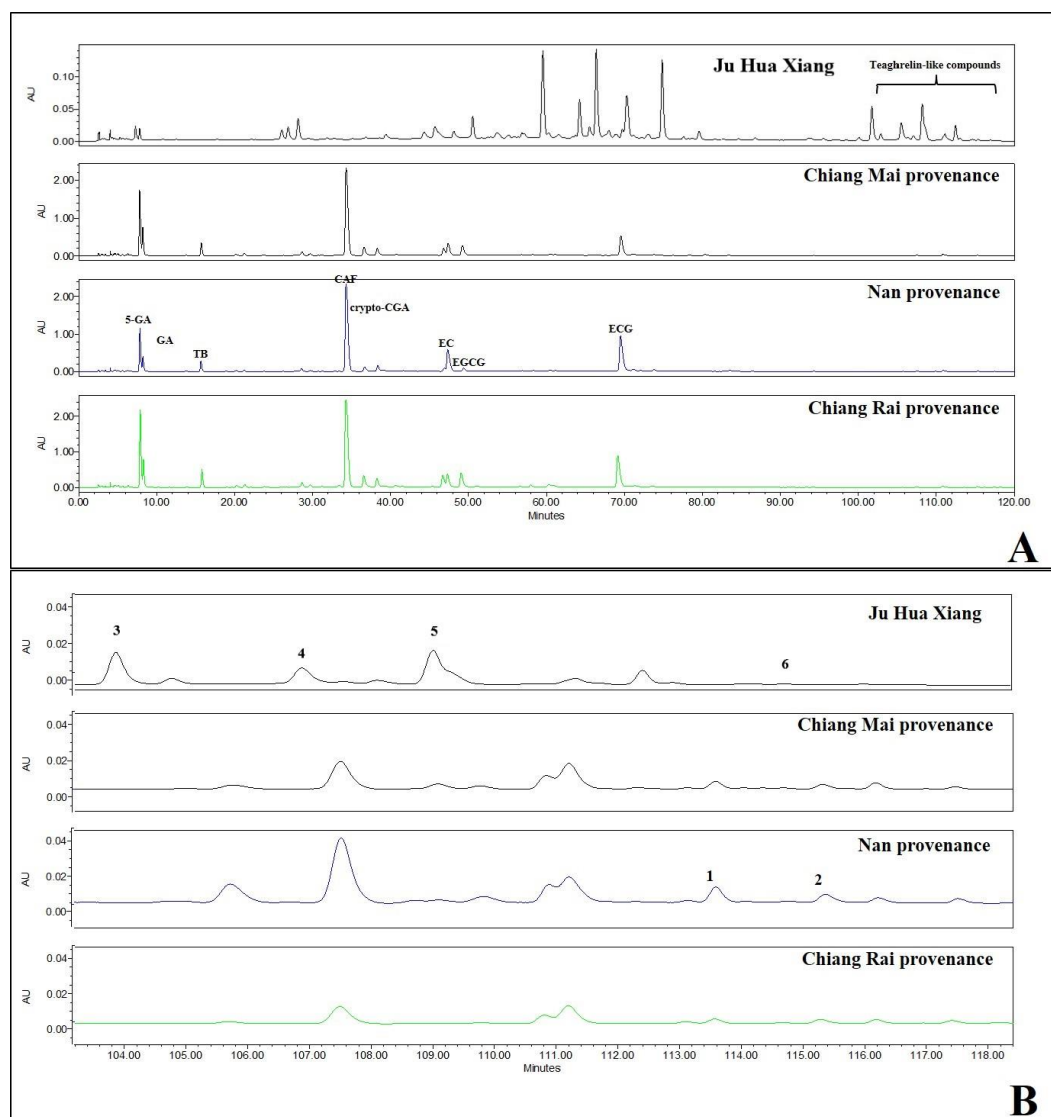 Ju Hua Xiang
Teaghrelin-like compounds
AU
0.10
0.05
0.00
Chiang Mai provenance
AU
2.00
1.00
0.00
Nan provenance
AU
2.00
1.00
0.00
5-GA
GA
TB
CAF
crypto-CGA
EC
EGCG
ECG
Chiang Rai provenance
AU
2.00
1.00
0.00
0.00 10.00 20.00 30.00 40.00 50.00 60.00 70.00 80.00 90.00 100.00 110.00 120.00
Minutes
A
Ju Hua Xiang
AU
0.04
0.02
0.00
3
4
5
6
Chiang Mai provenance
AU
0.04
0.02
0.00
Nan provenance
AU
0.04
0.02
0.00
1
2
Chiang Rai provenance
AU
0.04
0.02
0.00
104.00 105.00 106.00 107.00 108.00 109.00 110.00 111.00 112.00 113.00 114.00 115.00 116.00 117.00 118.00
Minutes
B